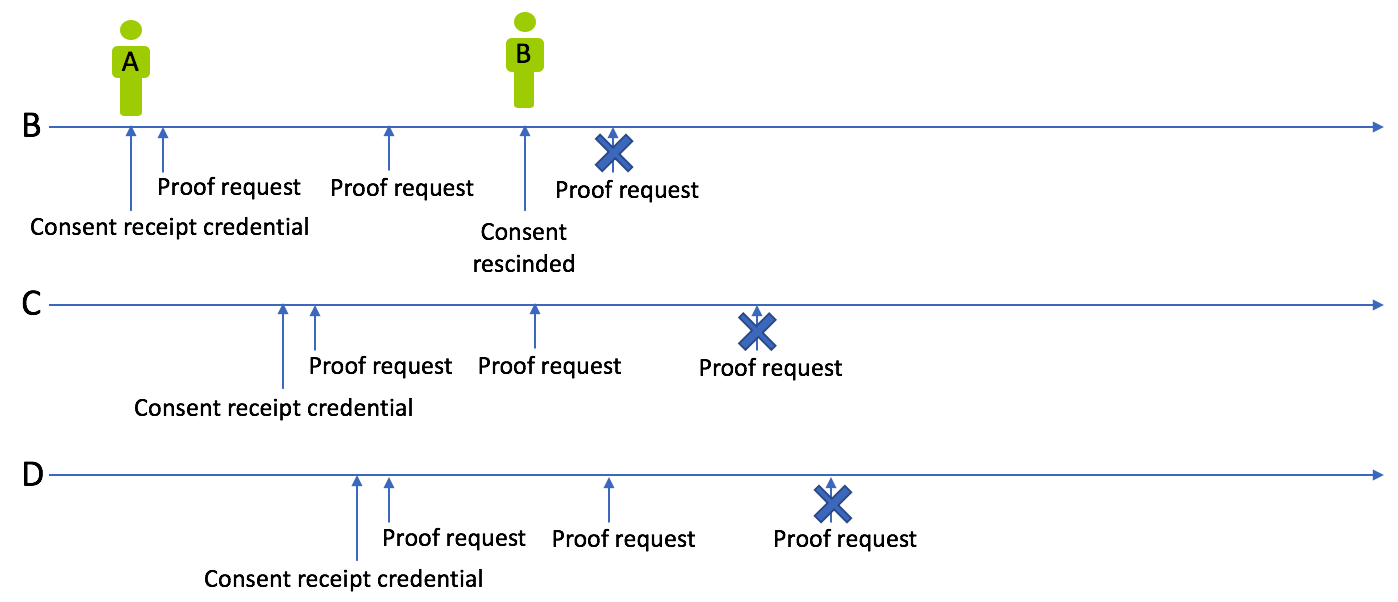 A
B
B
Proof request
Proof request
Proof request
Consent receipt credential
Consent
rescinded
C
Proof request
Proof request
Proof request
Consent receipt credential
D
Proof request
Proof request
Proof request
Consent receipt credential